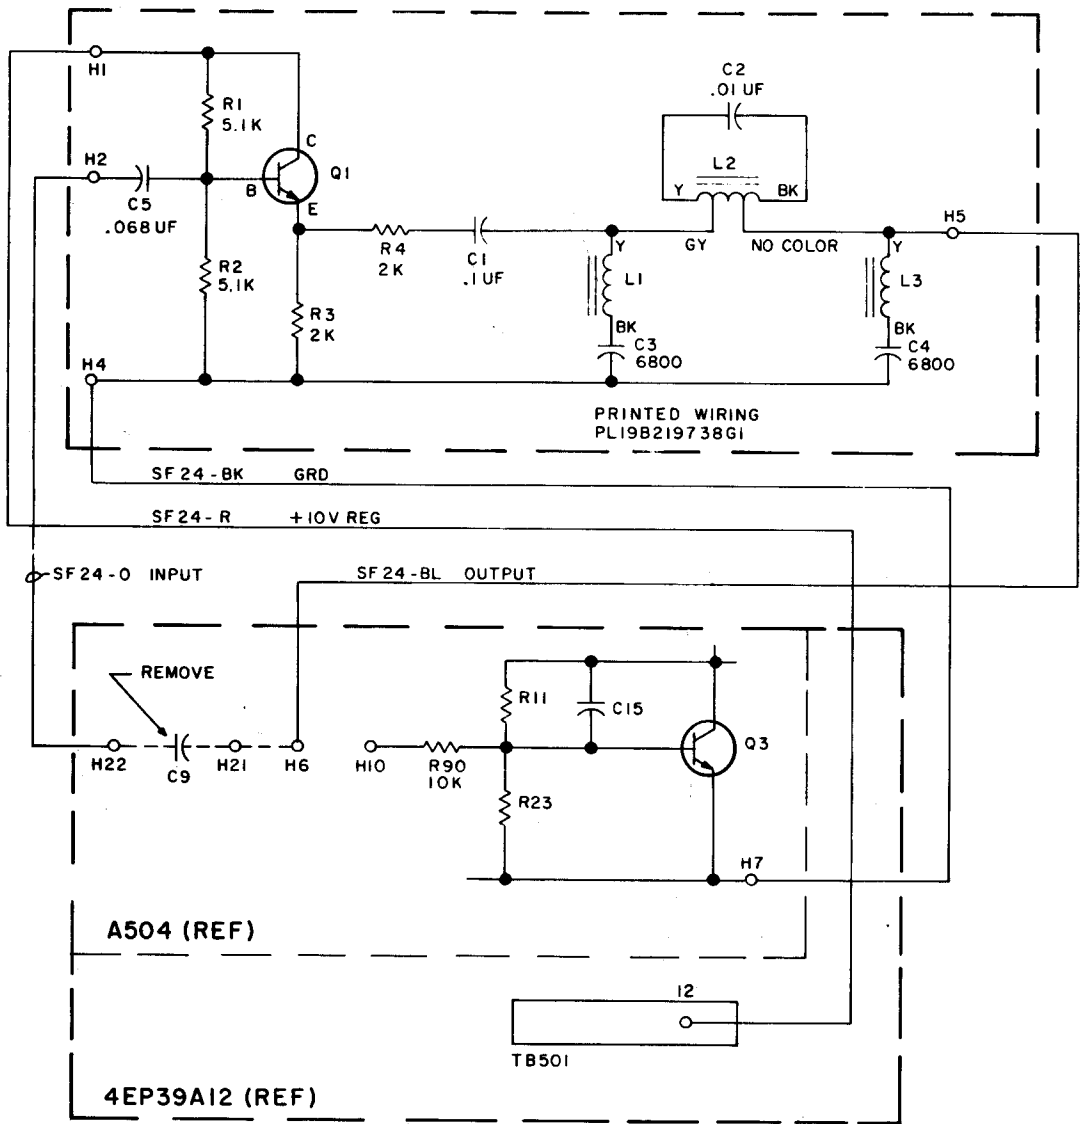 H1
R1
5.1K
C
Q1
B
E
H2
C5
.068UF
R2
5.1K
R4
2K
C1
.1UF
R3
2K
C2
.01UF
L2
Y
BK
GY
NO COLOR
H5
Y
L1
BK
C3
6800
Y
L3
BK
C4
6800
H4
PRINTED WIRING
PL19B219738G1
SF24-BK GRD
SF24-R +10V REG
SF24-O INPUT
SF24-BL OUTPUT
REMOVE
H22
C9
H21
H6
H10
R90
10K
R11
C15
Q3
R23
H7
A504 (REF)
12
TB501
4EP39A12 (REF)